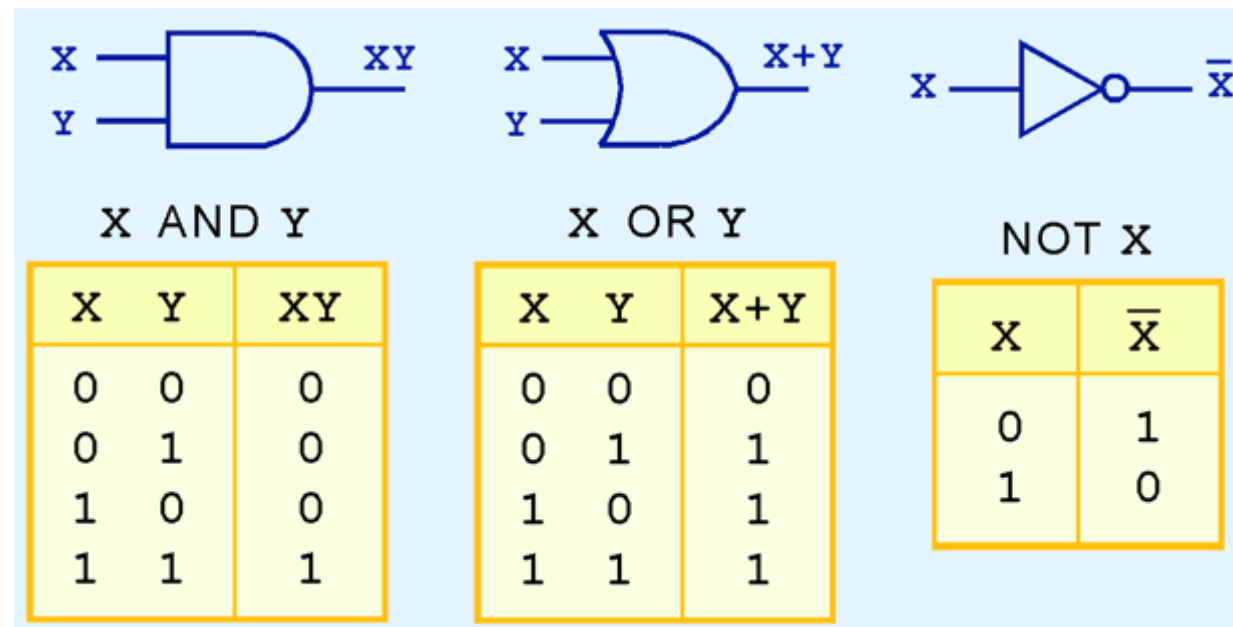 X XY
Y
X AND Y
X Y XY
0 0 0
0 1 0
1 0 0
1 1 1
X X+Y
Y
X OR Y
X Y X+Y
0 0 0
0 1 1
1 0 1
1 1 1
X X̅
NOT X
X X̅
0 1
1 0